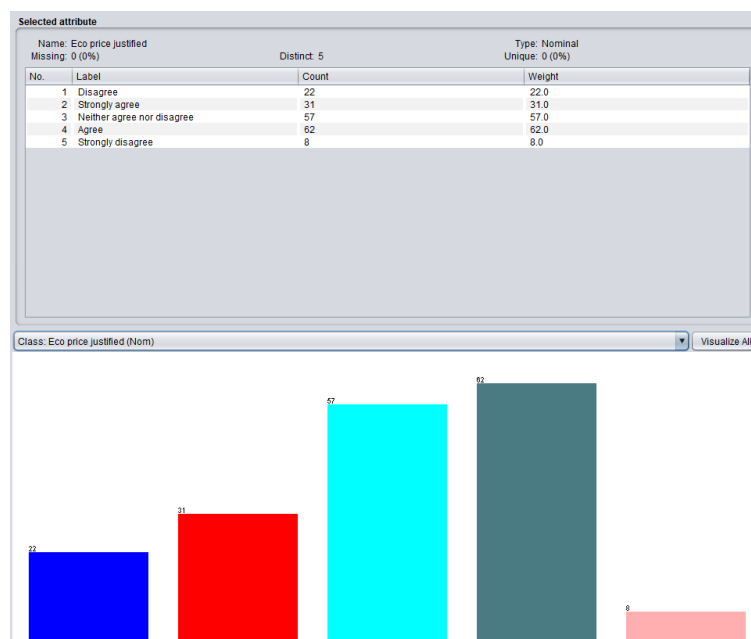 Selected attribute
Name: Eco price justified Type: Nominal
Missing: 0 (0%) Distinct: 5 Unique: 0 (0%)
No. Label Count Weight
1 Disagree 22 22.0
2 Strongly agree 31 31.0
3 Neither agree nor disagree 57 57.0
4 Agree 62 62.0
5 Strongly disagree 8 8.0
Class: Eco price justified (Nom) Visualize All
62
57
31
22
8